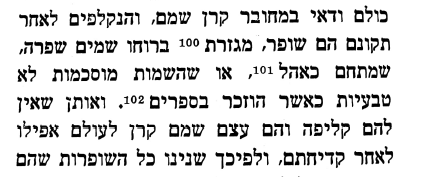 כולם ודאי במחובר קרן שמם, והנקלפים לאחר
תקונם הם שופר, מגזרת 100 ברוחו שמים שפרה,
שמתחם כאהל 101, או שהשמות מוסכמות לא
טבעיות כאשר הוזכר בספרים 102. ואותן שאין
להם קליפה והם עצם שמם קרן לעולם אפילו
לאחר קדיחתם, ולפיכך שנינו כל השופרות שהם